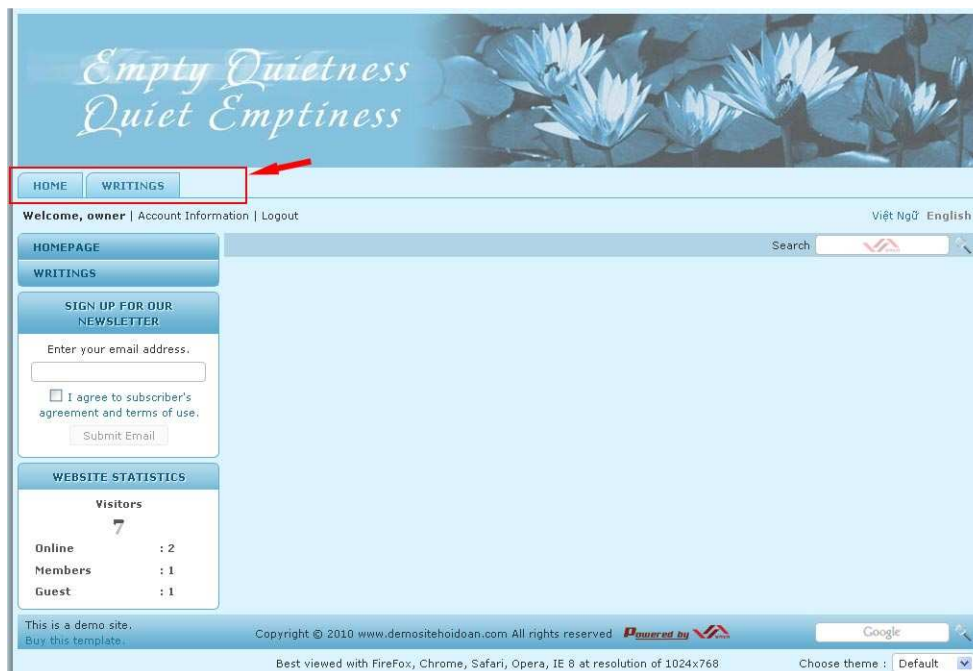 Empty Quietness
Quiet Emptiness
HOME WRITINGS
Welcome, owner | Account Information | Logout Việt Ngữ English
HOMEPAGE Search
WRITINGS
SIGN UP FOR OUR
NEWSLETTER
Enter your email address.
I agree to subscriber's
agreement and terms of use.
Submit Email
WEBSITE STATISTICS
Visitors
7
Online : 2
Members : 1
Guest : 1
This is a demo site.
Buy this template.
Copyright © 2010 www.demositehoidoan.com All rights reserved Powered by Google
Best viewed with FireFox, Chrome, Safari, Opera, IE 8 at resolution of 1024x768 Choose theme : Default